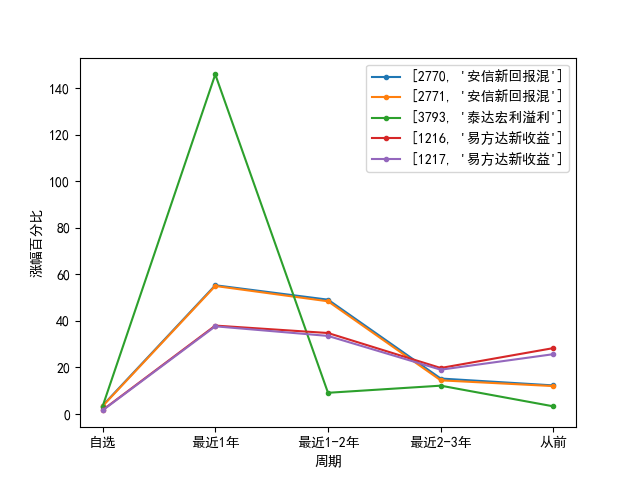 [2770, '安信新回报混']
[2771, '安信新回报混']
[3793, '泰达宏利溢利']
[1216, '易方达新收益']
[1217, '易方达新收益']
涨幅百分比
140
120
100
80
60
40
20
0
自选 最近1年 最近1-2年 最近2-3年 从前
周期